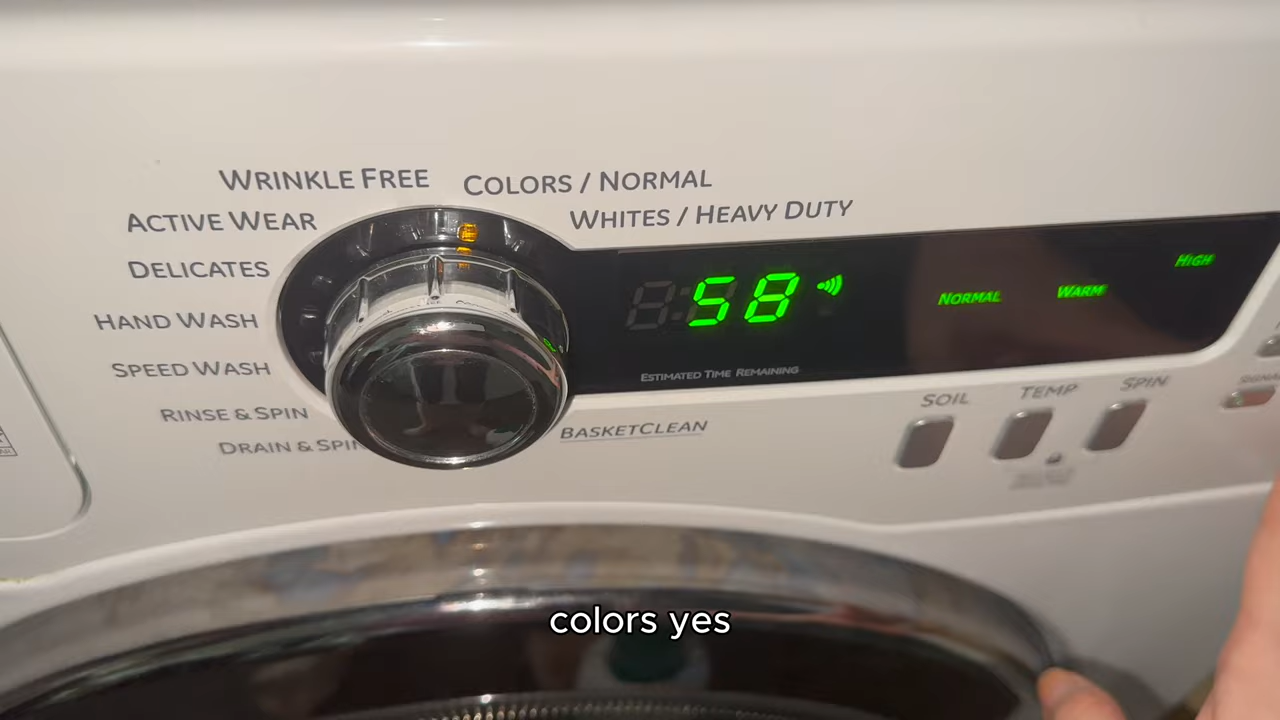 WRINKLE FREE
COLORS / NORMAL
ACTIVE WEAR
WHITES / HEAVY DUTY
DELICATES
HAND WASH
SPEED WASH
RINSE & SPIN
DRAIN & SPIN
BASKETCLEAN
58
ESTIMATED TIME REMAINING
NORMAL
WARM
HIGH
SOIL
TEMP
SPIN
colors yes